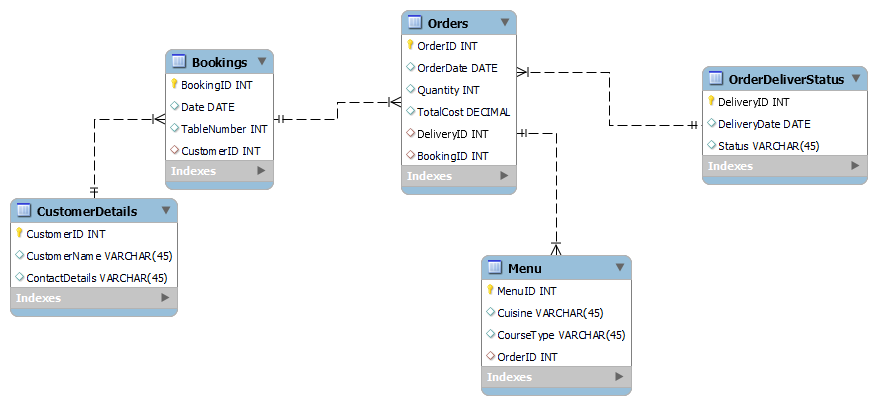 Orders
OrderID INT
OrderDate DATE
Quantity INT
TotalCost DECIMAL
DeliveryID INT
BookingID INT
Indexes
Bookings
BookingID INT
Date DATE
TableNumber INT
CustomerID INT
Indexes
OrderDeliverStatus
DeliveryID INT
DeliveryDate DATE
Status VARCHAR(45)
Indexes
CustomerDetails
CustomerID INT
CustomerName VARCHAR(45)
ContactDetails VARCHAR(45)
Indexes
Menu
MenuID INT
Cuisine VARCHAR(45)
CourseType VARCHAR(45)
OrderID INT
Indexes